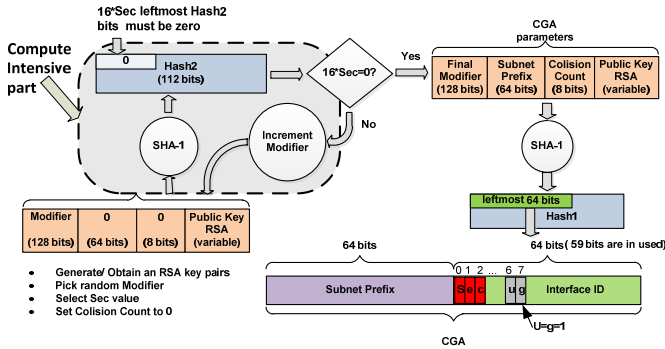 16*Sec leftmost Hash2
bits must be zero
Compute
Intensive
part
0
Hash2
(112 bits)
16*Sec=0?
Yes
No
SHA-1
Increment
Modifier
Modifier
(128 bits)
0
(64 bits)
0
(8 bits)
Public Key
RSA
(variable)
• Generate/ Obtain an RSA key pairs
• Pick random Modifier
• Select Sec value
• Set Colision Count to 0
CGA
parameters
Final
Modifier
(128 bits)
Subnet
Prefix
(64 bits)
Colision
Count
(8 bits)
Public Key
RSA
(variable)
SHA-1
leftmost 64 bits
Hash1
64 bits
64 bits ( 59 bits are in used)
0 1 2 ... 6 7
Subnet Prefix
S e c
u g
Interface ID
U=g=1
CGA